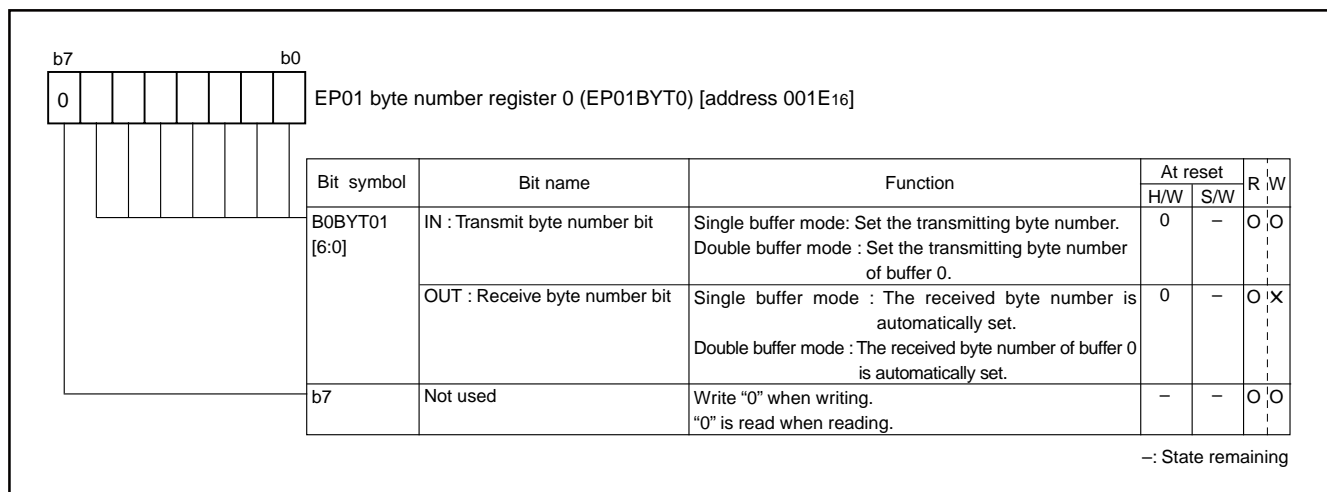 b7 b0
0 EP01 byte number register 0 (EP01BYT0) [address 001E16]
Bit symbol Bit name Function At reset R W
H/W S/W
B0BYT01 IN : Transmit byte number bit Single buffer mode: Set the transmitting byte number. 0 – O O
[6:0] Double buffer mode : Set the transmitting byte number
of buffer 0.
OUT : Receive byte number bit Single buffer mode : The received byte number is 0 – O ×
automatically set.
Double buffer mode : The received byte number of buffer 0
is automatically set.
b7 Not used Write “0” when writing. – – O O
“0” is read when reading.
–: State remaining